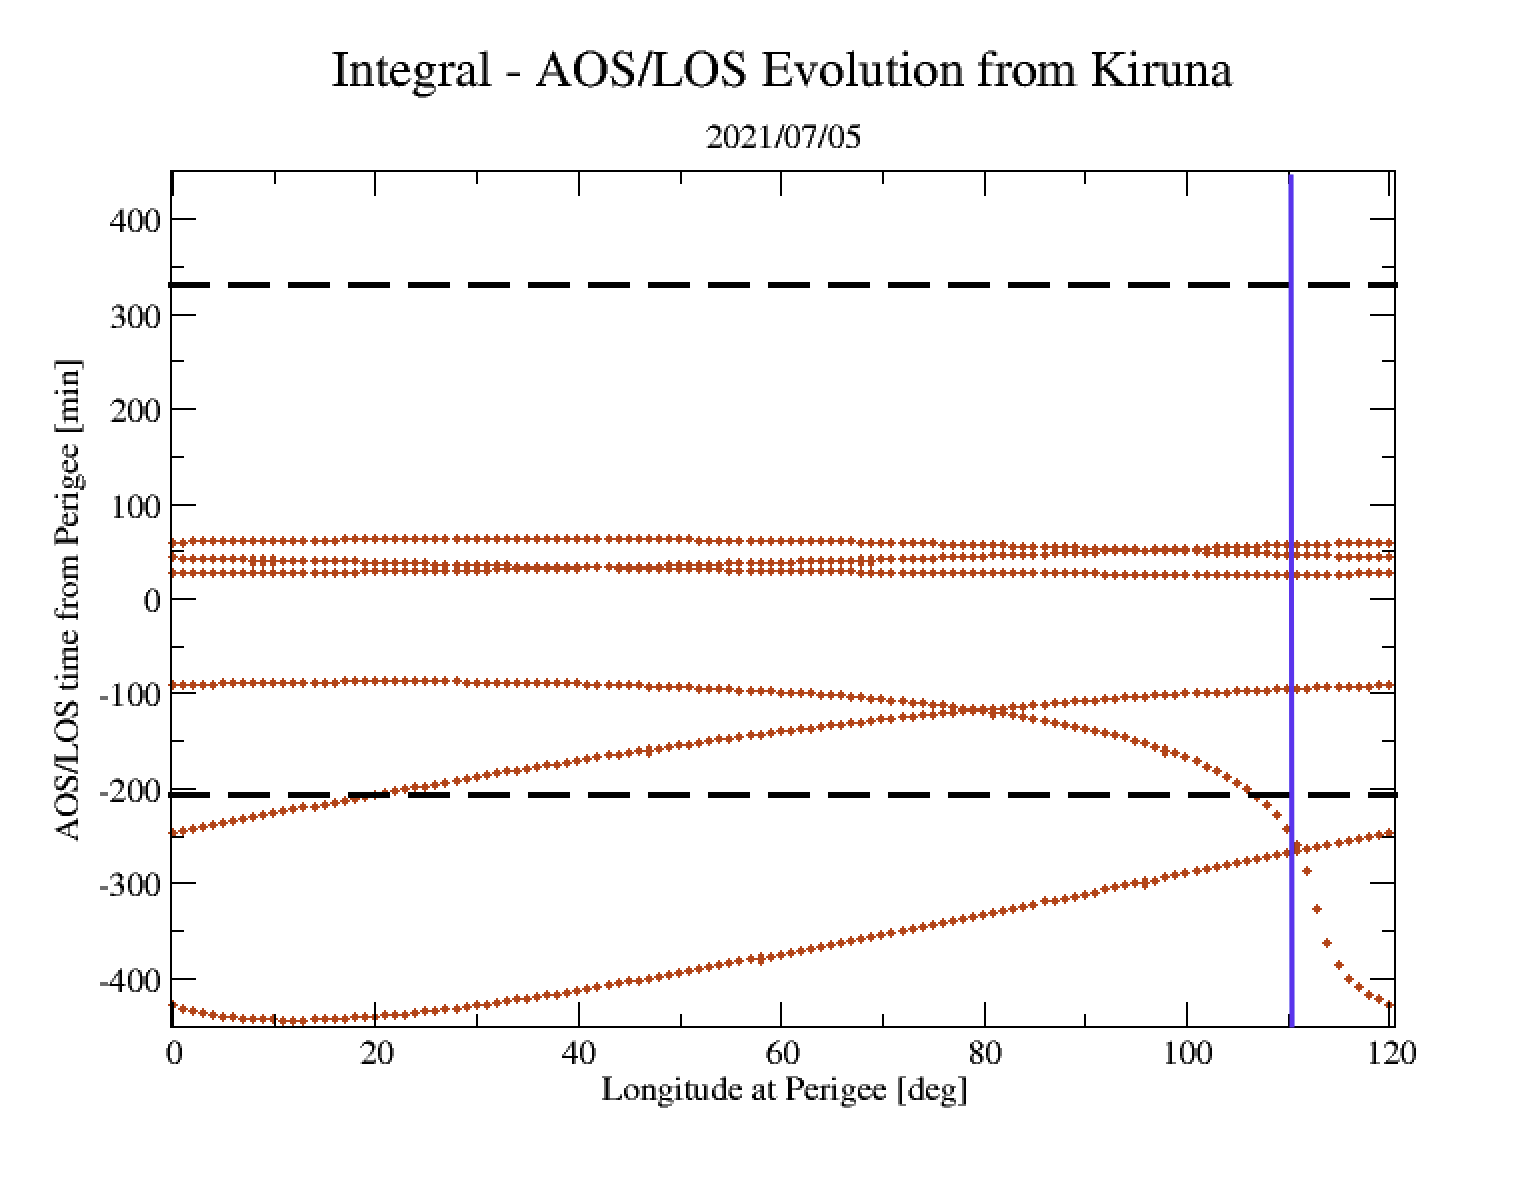 Integral - AOS/LOS Evolution from Kiruna
2021/07/05
400
300
200
100
0
-100
-200
-300
-400
AOS/LOS time from Perigee [min]
0 20 40 60 80 100 120
Longitude at Perigee [deg]